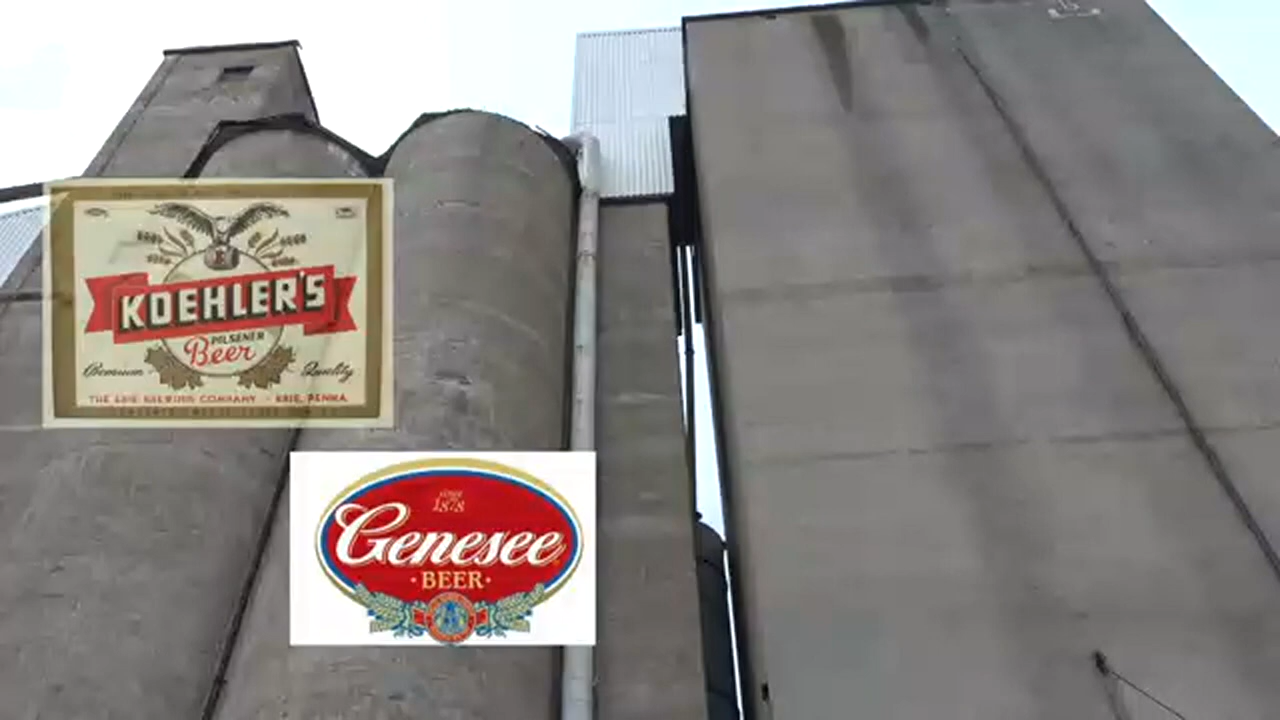 KOEHLER'S
PILSENER
Beer
Premium Quality
THE ERIE BREWING COMPANY - ERIE, PENNA.
since
1878
Genesee
·BEER·